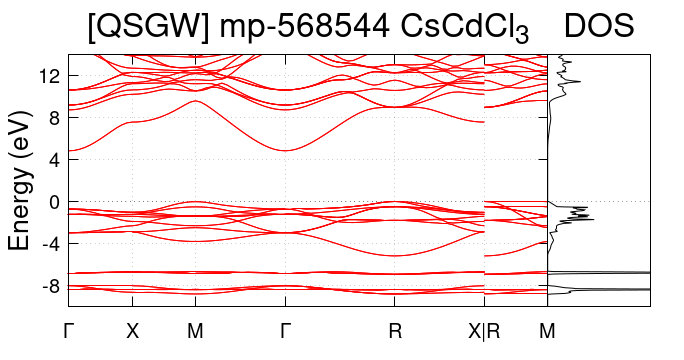 [QSGW] mp-568544 CsCdCl3 DOS
Energy (eV)
12
8
4
0
-4
-8
Γ X M Γ R X|R M